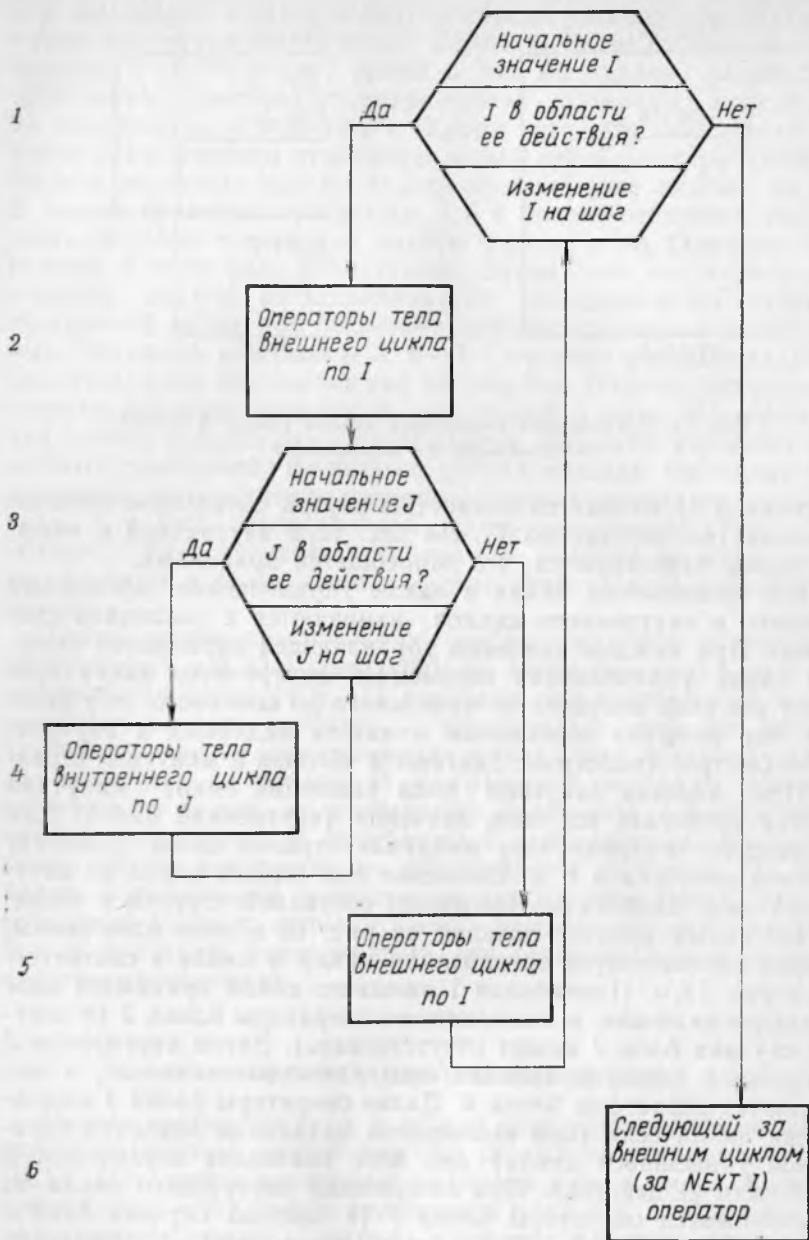 Начальное
значение I
1
Да
I в области
ее действия?
Нет
Изменение
I на шаг
2
Операторы тела
внешнего цикла
по I
Начальное
значение J
3
Да
J в области
ее действия?
Нет
Изменение
J на шаг
4
Операторы тела
внутреннего цикла
по J
5
Операторы тела
внешнего цикла
по I
6
Следующий за
внешним циклом
(за NEXT I)
оператор